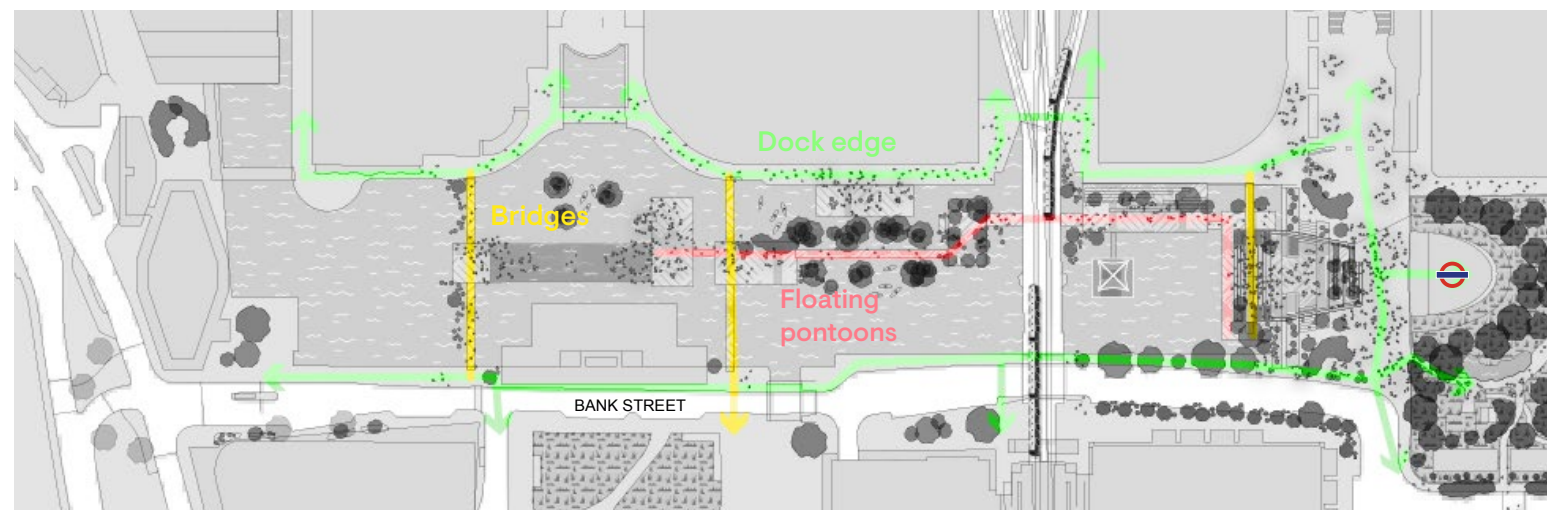 Dock edge
Bridges
Floating
pontoons
BANK STREET